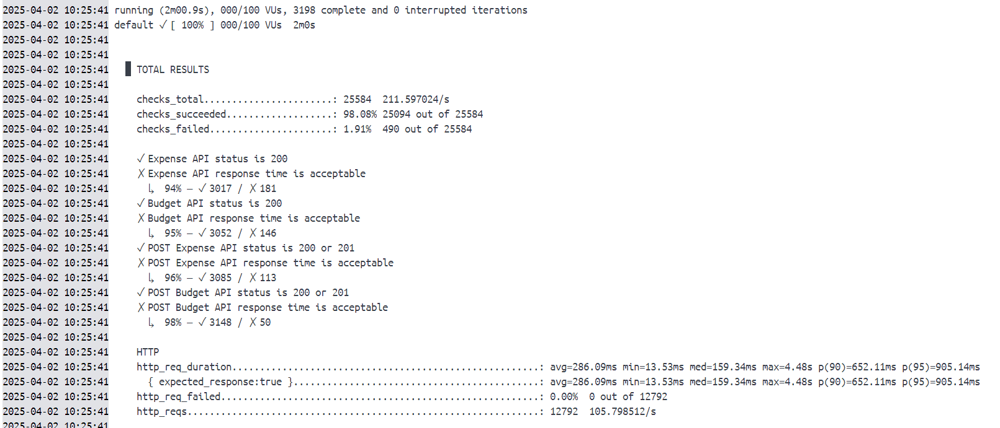 2025-04-02 10:25:41 running (2m00.9s), 000/100 VUs, 3198 complete and 0 interrupted iterations
2025-04-02 10:25:41 default ✓ [ 100% ] 000/100 VUs  2m0s
2025-04-02 10:25:41
2025-04-02 10:25:41
2025-04-02 10:25:41   █ TOTAL RESULTS
2025-04-02 10:25:41
2025-04-02 10:25:41     checks_total.......................: 25584  211.597024/s
2025-04-02 10:25:41     checks_succeeded...................: 98.08% 25094 out of 25584
2025-04-02 10:25:41     checks_failed......................: 1.91%  490 out of 25584
2025-04-02 10:25:41
2025-04-02 10:25:41     ✓ Expense API status is 200
2025-04-02 10:25:41     ✗ Expense API response time is acceptable
2025-04-02 10:25:41       ↳  94% — ✓ 3017 / ✗ 181
2025-04-02 10:25:41     ✓ Budget API status is 200
2025-04-02 10:25:41     ✗ Budget API response time is acceptable
2025-04-02 10:25:41       ↳  95% — ✓ 3052 / ✗ 146
2025-04-02 10:25:41     ✓ POST Expense API status is 200 or 201
2025-04-02 10:25:41     ✗ POST Expense API response time is acceptable
2025-04-02 10:25:41       ↳  96% — ✓ 3085 / ✗ 113
2025-04-02 10:25:41     ✓ POST Budget API status is 200 or 201
2025-04-02 10:25:41     ✗ POST Budget API response time is acceptable
2025-04-02 10:25:41       ↳  98% — ✓ 3148 / ✗ 50
2025-04-02 10:25:41
2025-04-02 10:25:41     HTTP
2025-04-02 10:25:41     http_req_duration.......................................................: avg=286.09ms min=13.53ms med=159.34ms max=4.48s p(90)=652.11ms p(95)=905.14ms
2025-04-02 10:25:41       { expected_response:true }............................................: avg=286.09ms min=13.53ms med=159.34ms max=4.48s p(90)=652.11ms p(95)=905.14ms
2025-04-02 10:25:41     http_req_failed.........................................................: 0.00%  0 out of 12792
2025-04-02 10:25:41     http_reqs...............................................................: 12792  105.798512/s
2025-04-02 10:25:41